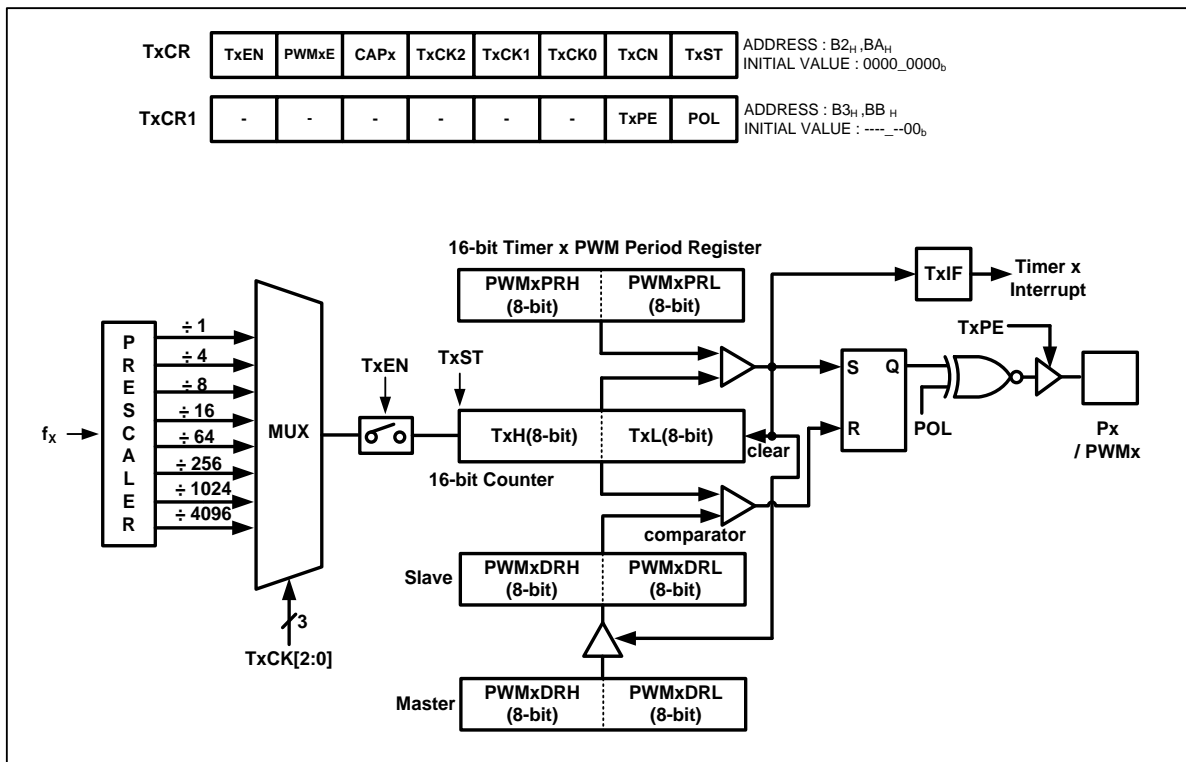 TxCR TxEN PWMxE CAPx TxCK2 TxCK1 TxCK0 TxCN TxST
ADDRESS : B2H ,BAH
INITIAL VALUE : 0000_0000b
TxCR1 - - - - - - TxPE POL
ADDRESS : B3H ,BB H
INITIAL VALUE : ----_--00b
16-bit Timer x PWM Period Register
PWMxPRH PWMxPRL
(8-bit) (8-bit)
TxIF
Timer x
Interrupt
PRESCALER
fX
÷ 1
÷ 4
÷ 8
÷ 16
÷ 64
÷ 256
÷ 1024
÷ 4096
MUX
3
TxCK[2:0]
TxEN
TxST
TxH(8-bit) TxL(8-bit)
clear
16-bit Counter
comparator
S Q
R
POL
TxPE
Px
/ PWMx
Slave
PWMxDRH PWMxDRL
(8-bit) (8-bit)
Master
PWMxDRH PWMxDRL
(8-bit) (8-bit)